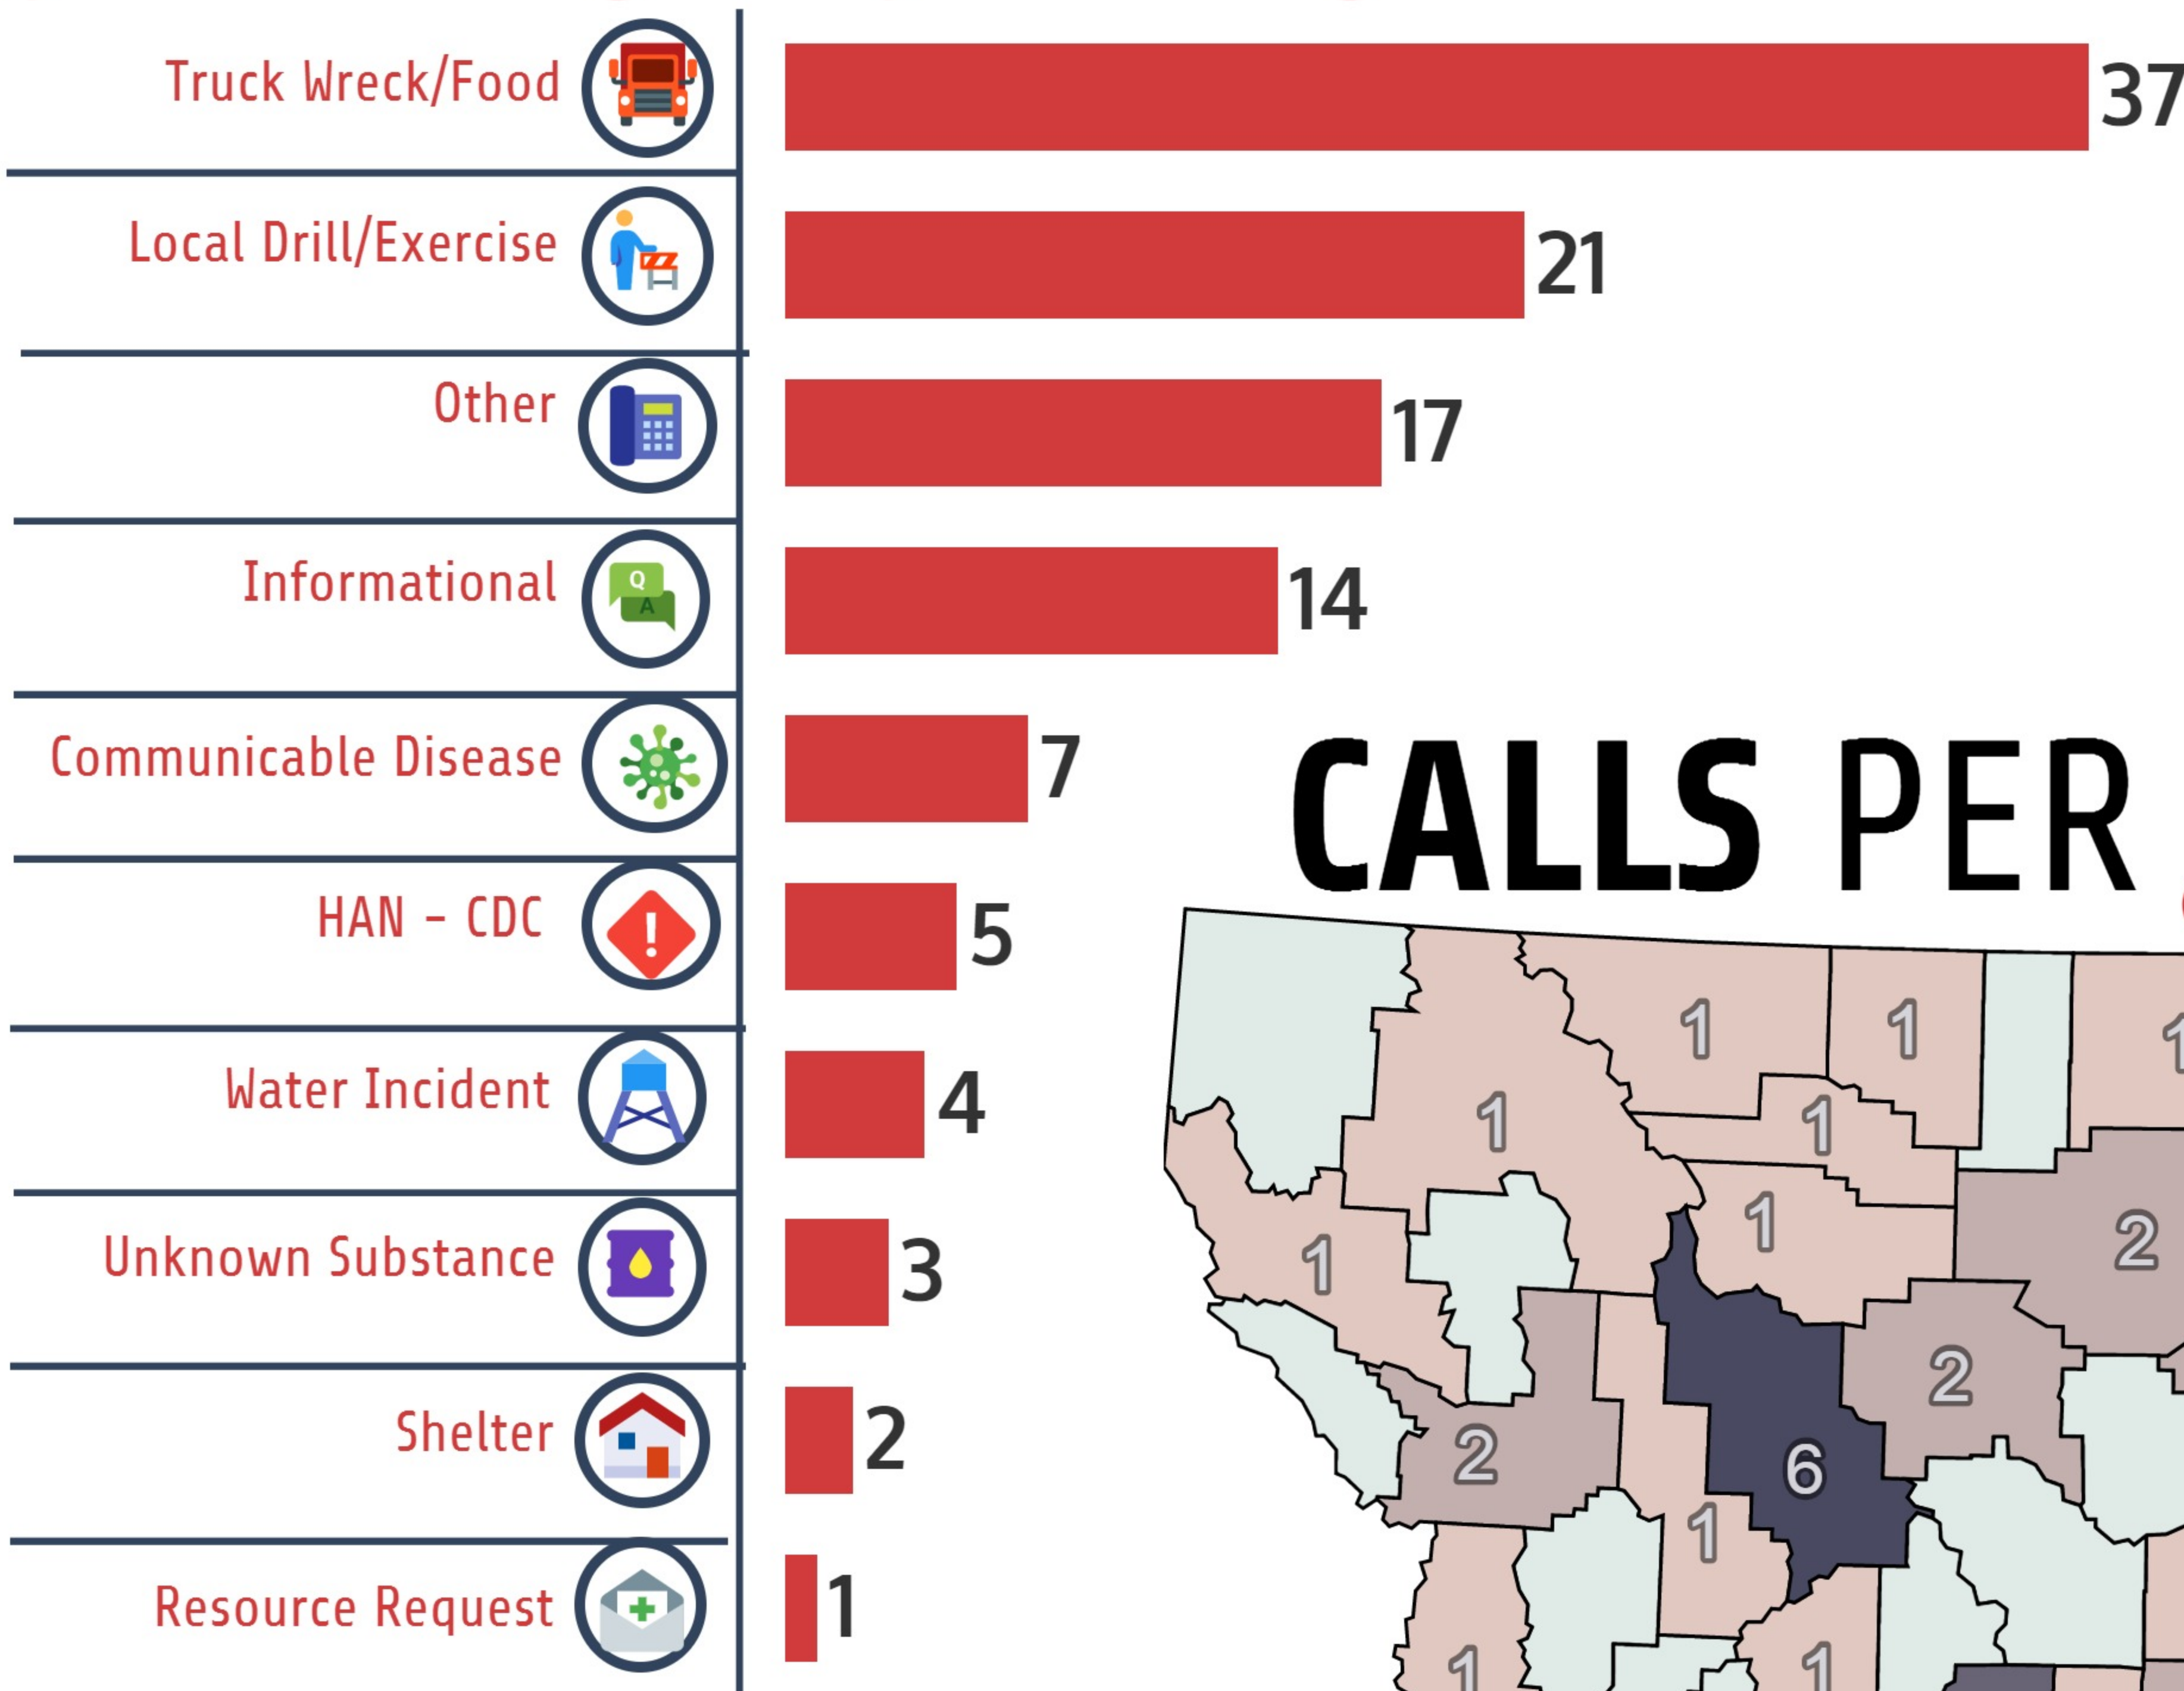 Truck Wreck/Food 37
Local Drill/Exercise 21
Other 17
Informational 14
Q
A
Communicable Disease 7
HAN - CDC 5
Water Incident 4
Unknown Substance 3
Shelter 2
Resource Request 1
CALLS PER
1
1
1
1
1
1
2
1
2
2
6
1
1
1